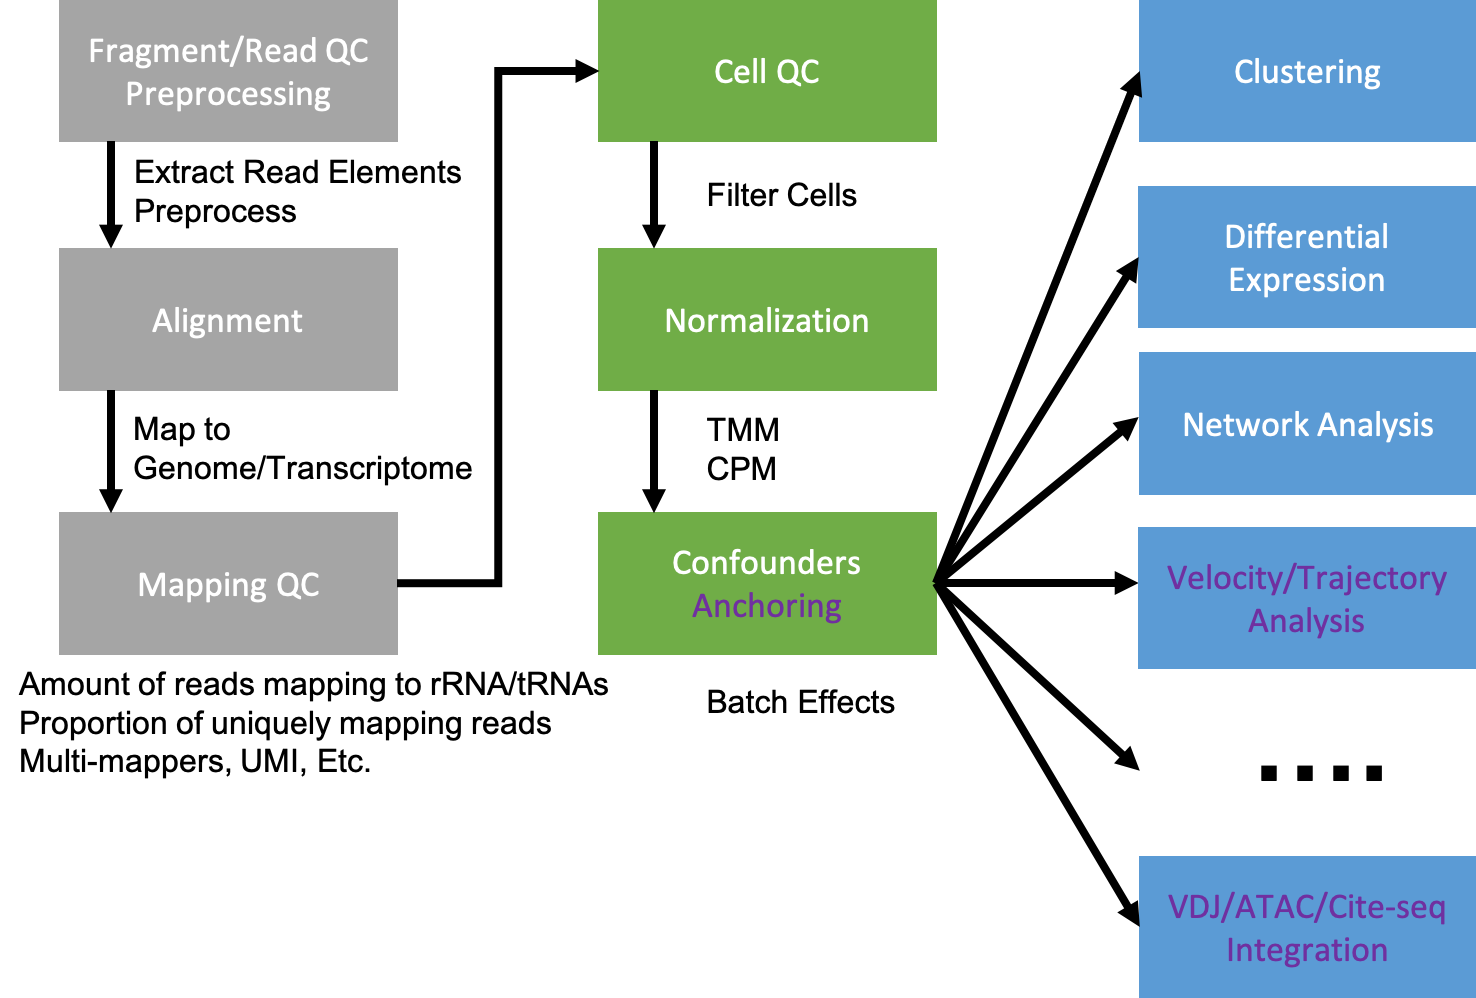 Fragment/Read QC
Preprocessing
Extract Read Elements
Preprocess
Alignment
Map to
Genome/Transcriptome
Mapping QC
Amount of reads mapping to rRNA/tRNAs
Proportion of uniquely mapping reads
Multi-mappers, UMI, Etc.
Cell QC
Filter Cells
Normalization
TMM
CPM
Confounders
Anchoring
Batch Effects
Clustering
Differential
Expression
Network Analysis
Velocity/Trajectory
Analysis
....
VDJ/ATAC/Cite-seq
Integration